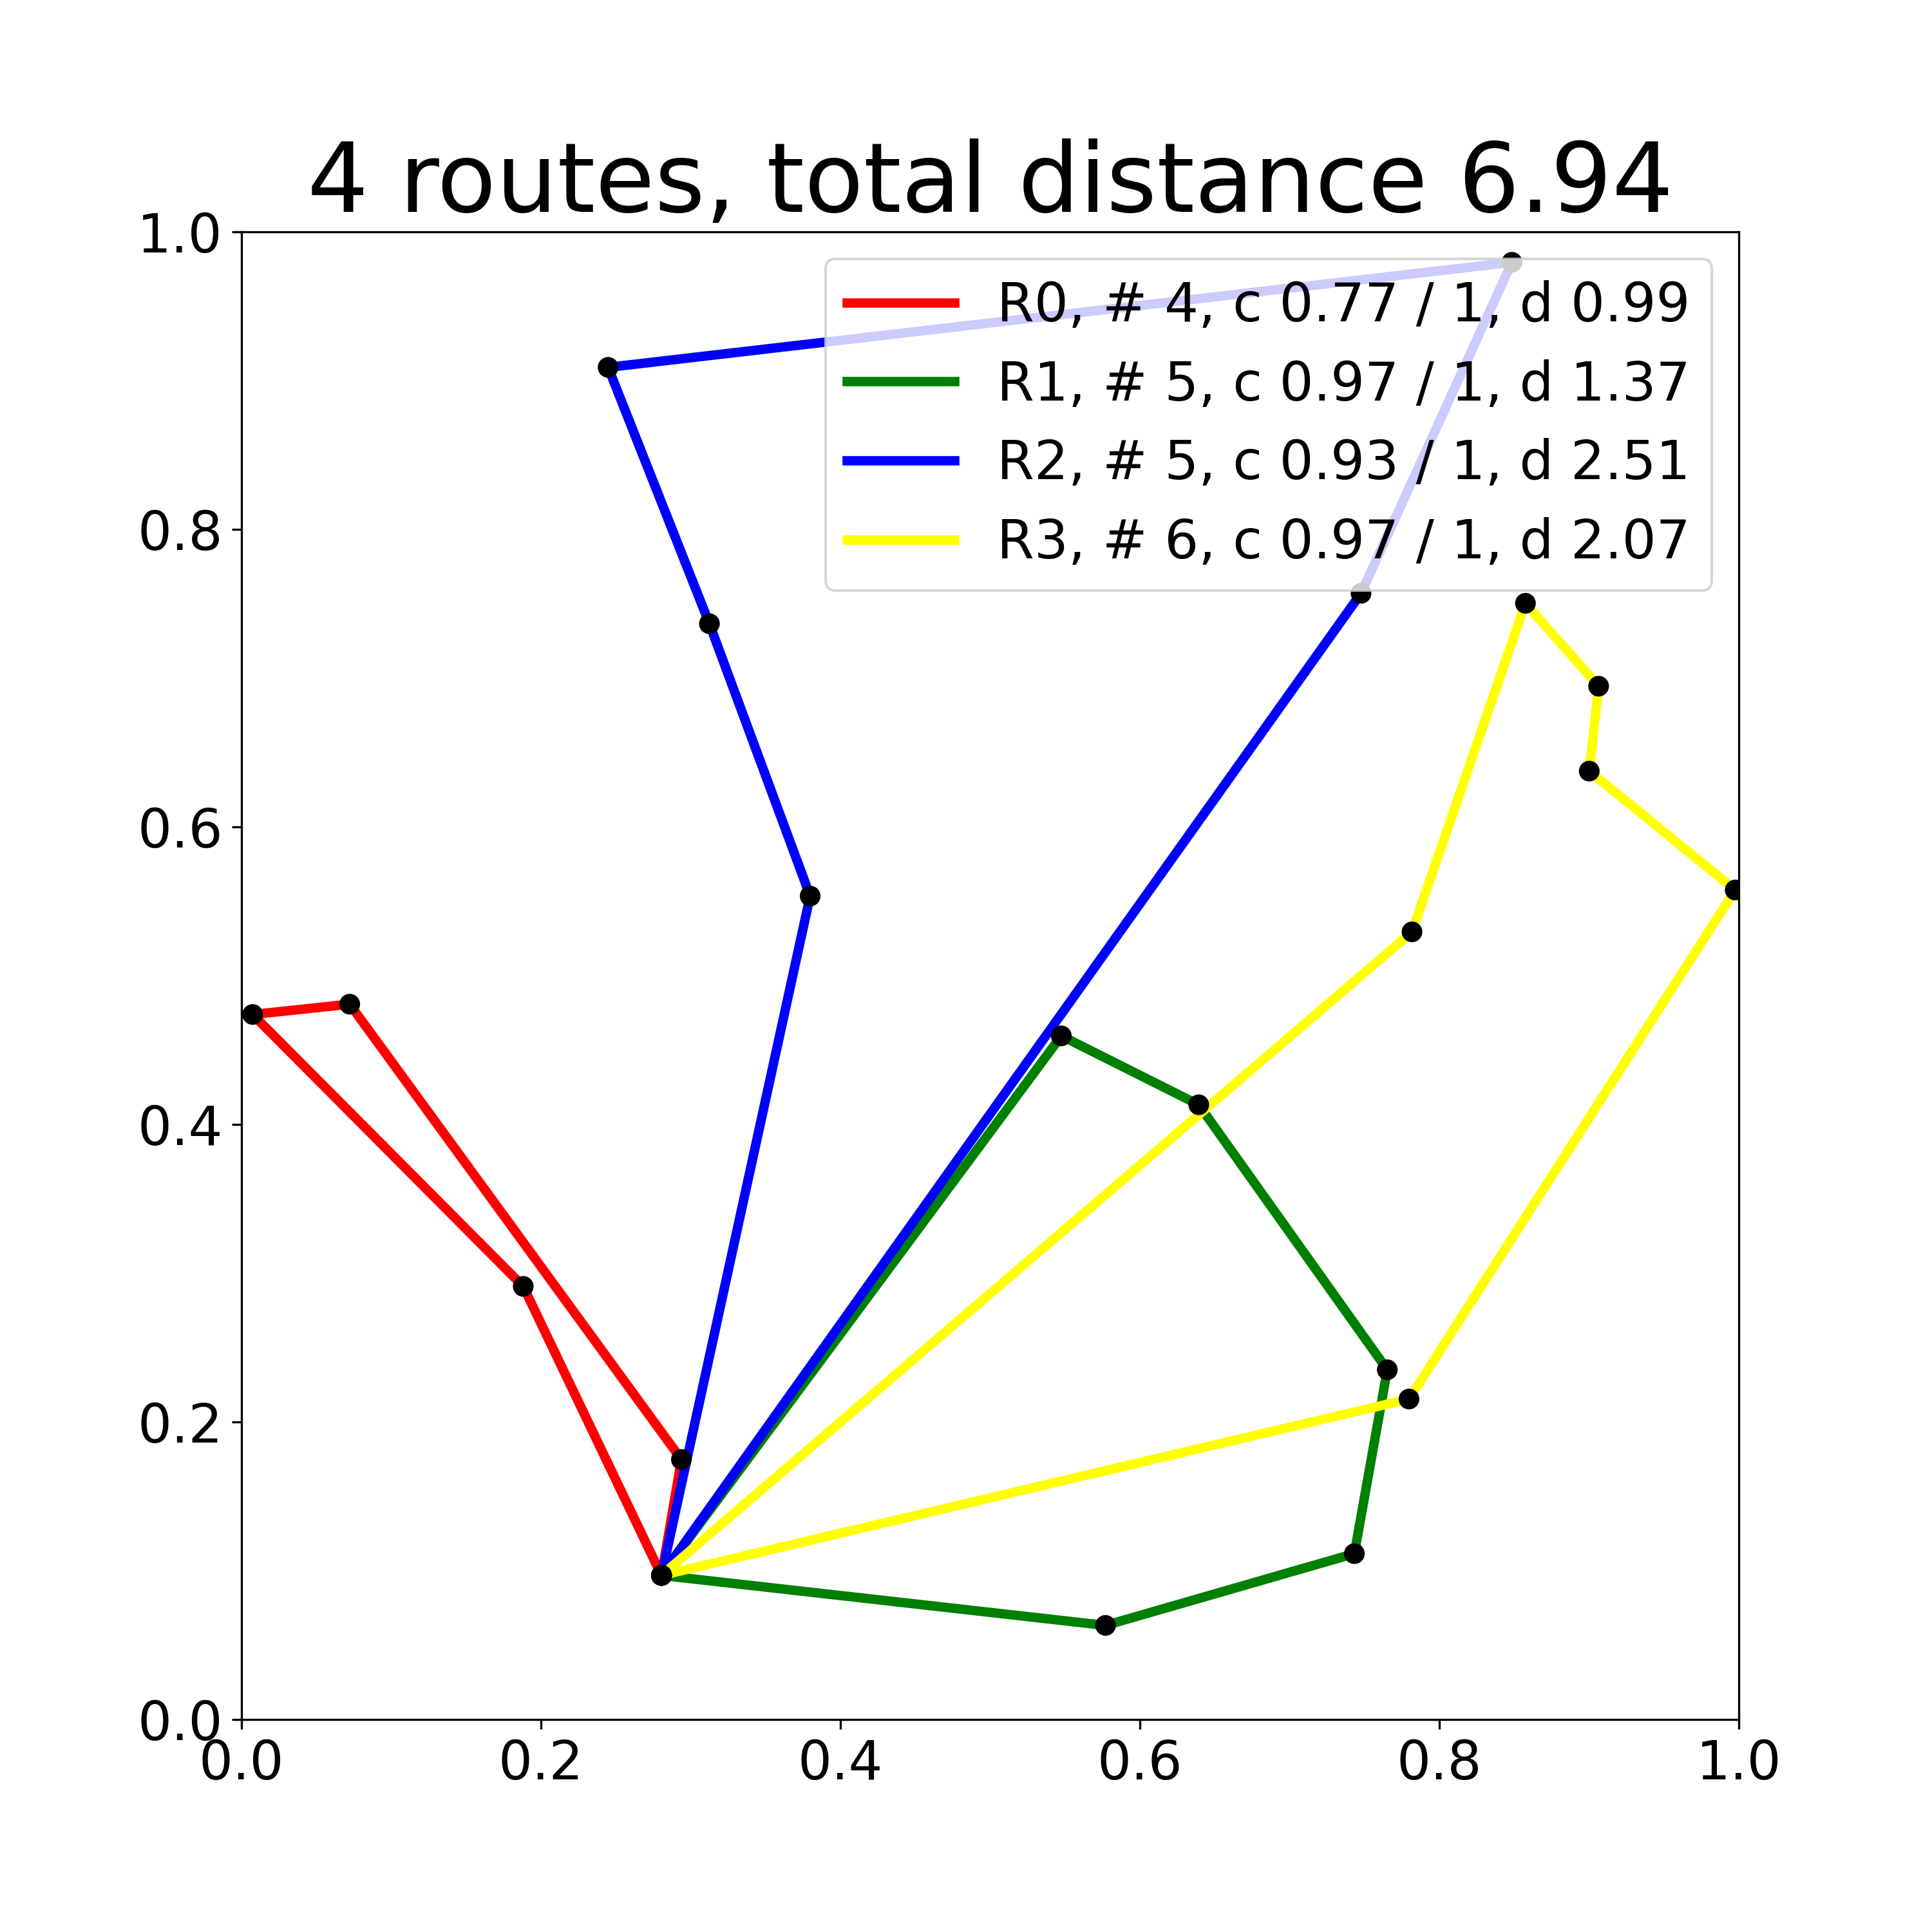 4 routes, total distance 6.94
R0, # 4, c 0.77 / 1, d 0.99
R1, # 5, c 0.97 / 1, d 1.37
R2, # 5, c 0.93 / 1, d 2.51
R3, # 6, c 0.97 / 1, d 2.07
1.0
0.8
0.6
0.4
0.2
0.0
0.0 0.2 0.4 0.6 0.8 1.0